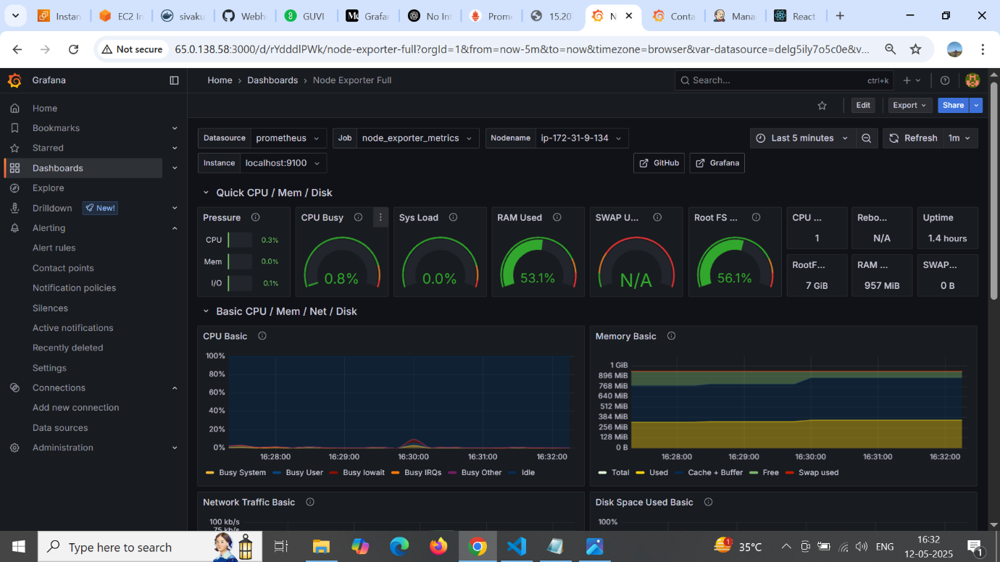 Instan
EC2 In
sivaku
Webh
GUVI
Grafar
No Int
Prome
15.20
N
Conta
Mana
React
Not secure
65.0.138.58:3000/d/rYdddlPWk/node-exporter-full?orgId=1&from=now-5m&to=now&timezone=browser&var-datasource=delg5ily7o5c0e&v...
Grafana
Home › Dashboards › Node Exporter Full
Search... ctrl+k
Edit
Export
Share
Home
Bookmarks
Starred
Dashboards
Explore
Drilldown New!
Alerting
Alert rules
Contact points
Notification policies
Silences
Active notifications
Recently deleted
Settings
Connections
Add new connection
Data sources
Administration
Datasource prometheus Job node_exporter_metrics Nodename ip-172-31-9-134 Last 5 minutes Refresh 1m
Instance localhost:9100 GitHub Grafana
Quick CPU / Mem / Disk
Pressure
CPU 0.3%
Mem 0.0%
I/O 0.1%
CPU Busy
0.8%
Sys Load
0.0%
RAM Used
53.1%
SWAP U...
N/A
Root FS ...
56.1%
CPU ...
1
Rebo...
N/A
Uptime
1.4 hours
RootF...
7 GiB
RAM ...
957 MiB
SWAP...
0 B
Basic CPU / Mem / Net / Disk
CPU Basic
100%
80%
60%
40%
20%
0%
16:28:00 16:29:00 16:30:00 16:31:00 16:32:00
Busy System Busy User Busy Iowait Busy IRQs Busy Other Idle
Memory Basic
1 GiB
896 MiB
768 MiB
640 MiB
512 MiB
384 MiB
256 MiB
128 MiB
0 B
16:28:00 16:29:00 16:30:00 16:31:00 16:32:00
Total Used Cache + Buffer Free Swap used
Network Traffic Basic
100 kb/s
75 kb/s
Disk Space Used Basic
100%
Type here to search
1
35°C
ENG
16:32
12-05-2025
1